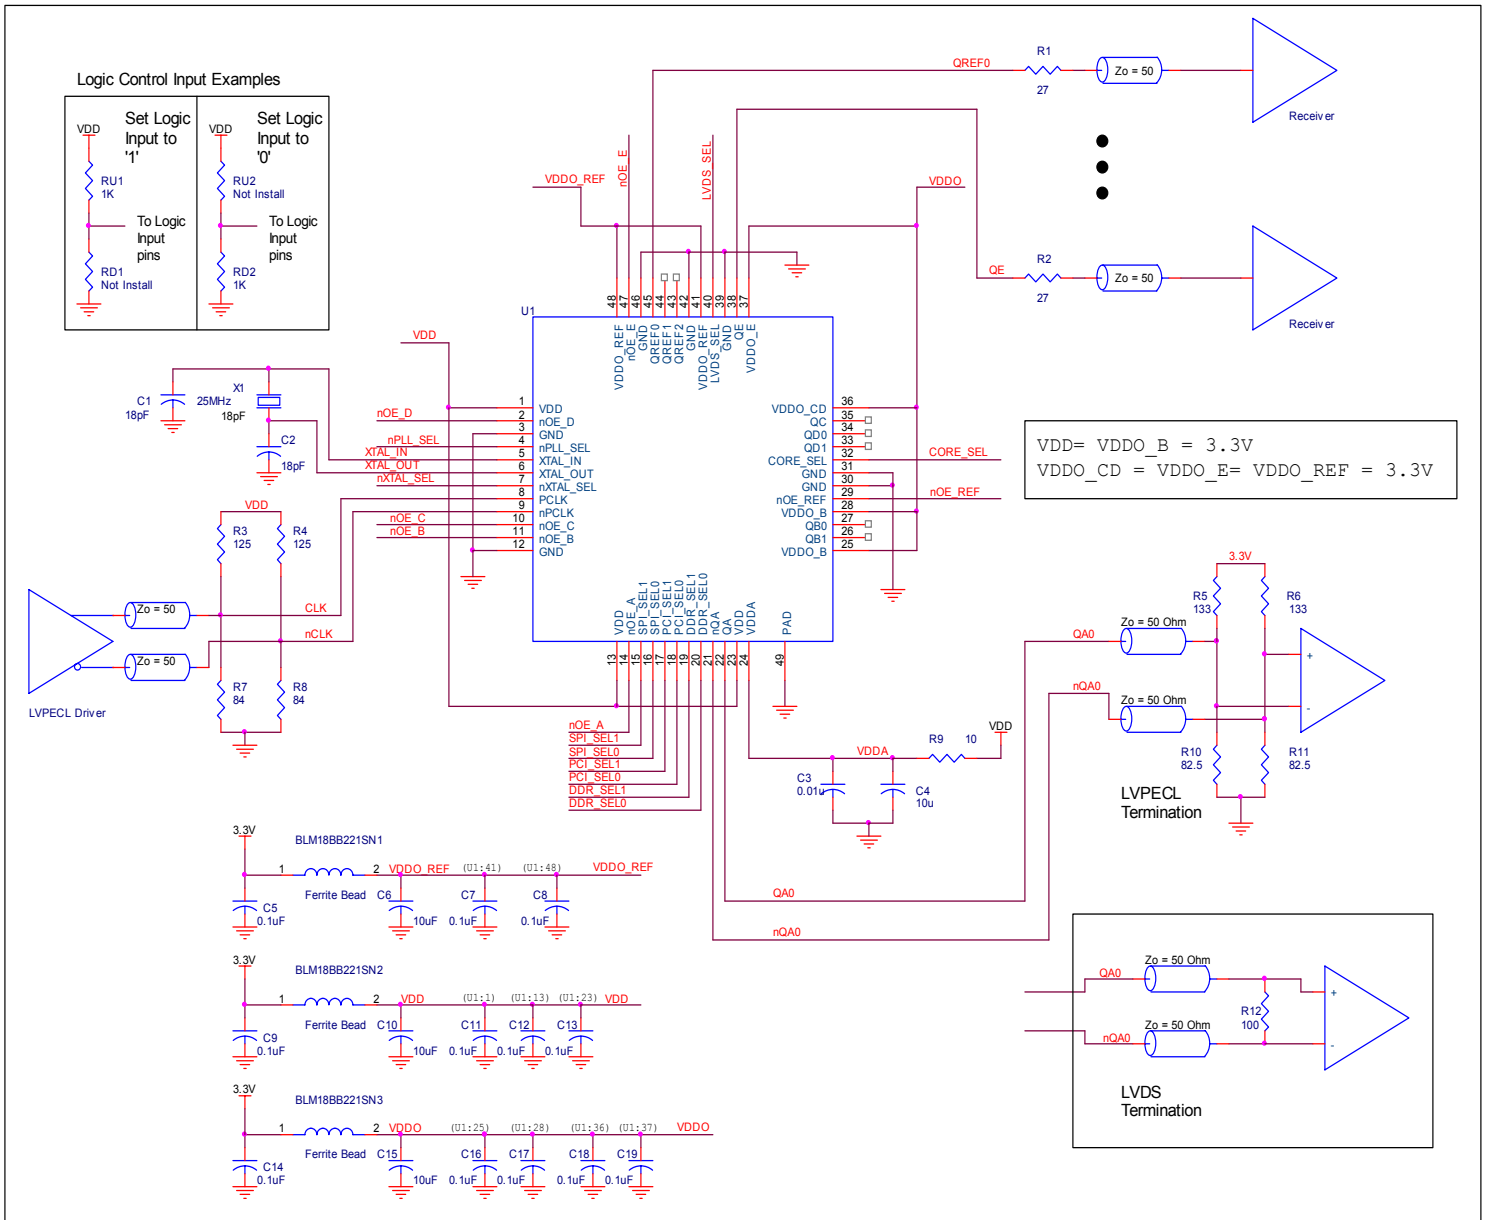 Logic Control Input Examples
Set Logic
Input to
'1'
VDD
RU1
1K
To Logic
Input
pins
RD1
Not Install
Set Logic
Input to
'0'
VDD
RU2
Not Install
To Logic
Input
pins
RD2
1K
QREF0
R1
27
Zo = 50
Receiver
QE
R2
27
Zo = 50
Receiver
VDDO_REF
nOE_E
LVDS_SEL
VDDO
U1
48
47
46
45
44
43
42
41
40
39
38
37
VDDO_REF
nOE_E
GND
QREF0
QREF1
QREF2
GND
VDDO_REF
LVDS_SEL
GND
QE
VDDO_E
VDD
C1
18pF
X1
25MHz
18pF
C2
18pF
nOE_D
nPLL_SEL
XTAL_IN
XTAL_OUT
nXTAL_SEL
nOE_C
nOE_B
1 VDD
2 nOE_D
3 GND
4 nPLL_SEL
5 XTAL_IN
6 XTAL_OUT
7 nXTAL_SEL
8 PCLK
9 nPCLK
10 nOE_C
11 nOE_B
12 GND
VDDO_CD 36
QC 35
QD0 34
QD1 33
CORE_SEL 32
GND 31
GND 30
nOE_REF 29
VDDO_B 28
QB0 27
QB1 26
VDDO_B 25
CORE_SEL
nOE_REF
VDD= VDDO_B = 3.3V
VDDO_CD = VDDO_E= VDDO_REF = 3.3V
VDD
R3
125
R4
125
Zo = 50
CLK
Zo = 50
nCLK
R7
84
R8
84
LVPECL Driver
VDD
nOE_A
SPI_SEL1
SPI_SEL0
PCI_SEL1
PCI_SEL0
DDR_SEL1
DDR_SEL0
nQA
QA
VDD
VDDA
PAD
13
14
15
16
17
18
19
20
21
22
23
24
49
nOE_A
SPI_SEL1
SPI_SEL0
PCI_SEL1
PCI_SEL0
DDR_SEL1
DDR_SEL0
VDDA
R9 10
VDD
C3
0.01u
C4
10u
3.3V
R5
133
R6
133
QA0
Zo = 50 Ohm
nQA0
Zo = 50 Ohm
+
-
R10
82.5
R11
82.5
LVPECL
Termination
QA0
nQA0
3.3V
BLM18BB221SN1
1 2 VDDO_REF (U1:41) (U1:48) VDDO_REF
Ferrite Bead
C5
0.1uF
C6
10uF
C7
0.1uF
C8
0.1uF
3.3V
BLM18BB221SN2
1 2 VDD (U1:1) (U1:13) (U1:23) VDD
Ferrite Bead
C9
0.1uF
C10
10uF
C11
0.1uF
C12
0.1uF
C13
0.1uF
3.3V
BLM18BB221SN3
1 2 VDDO (U1:25) (U1:28) (U1:36) (U1:37) VDDO
Ferrite Bead
C14
0.1uF
C15
10uF
C16
0.1uF
C17
0.1uF
C18
0.1uF
C19
0.1uF
QA0
Zo = 50 Ohm
R12
100
nQA0
Zo = 50 Ohm
+
-
LVDS
Termination